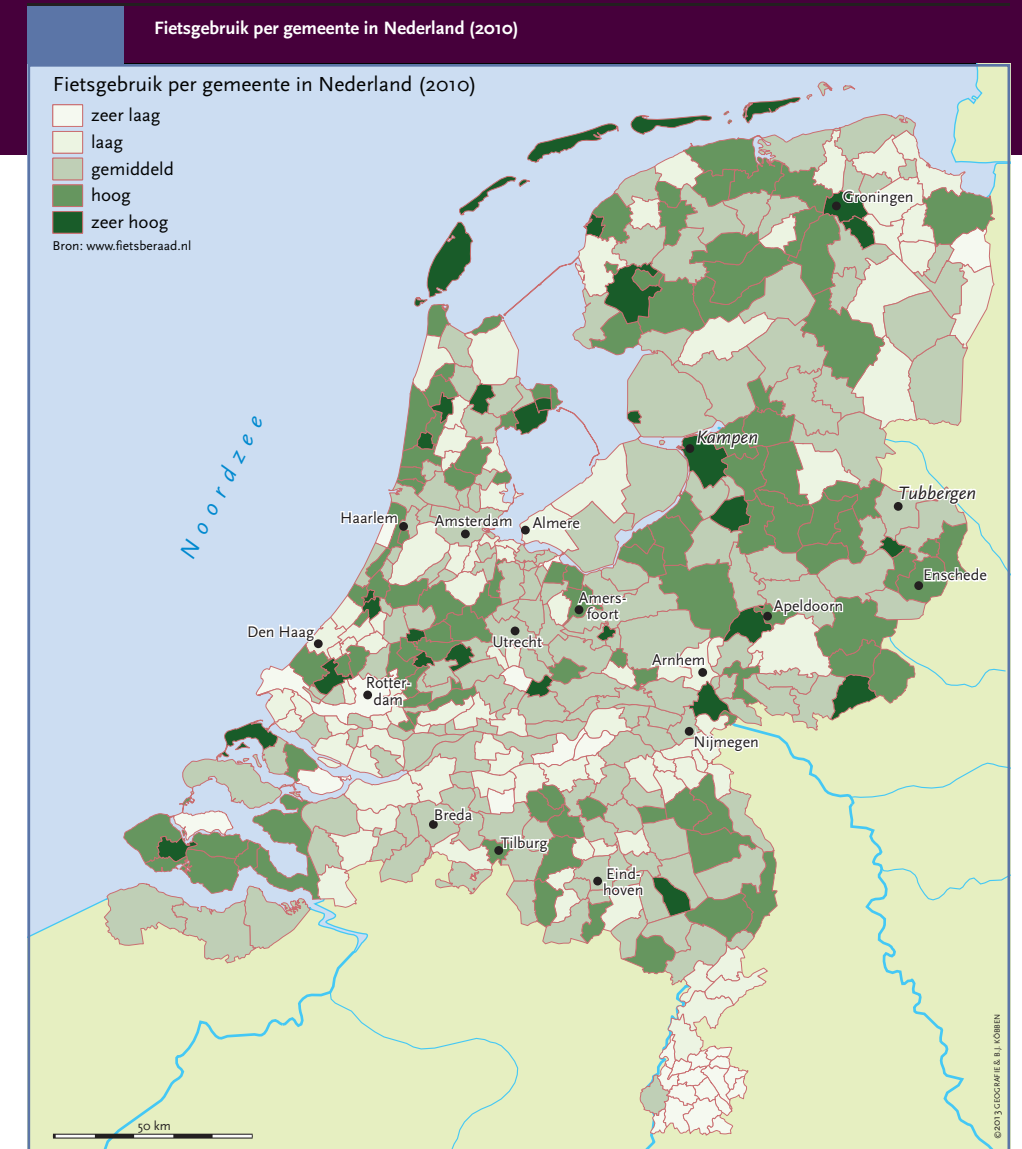 Fietsgebruik per gemeente in Nederland (2010)
Fietsgebruik per gemeente in Nederland (2010)
zeer laag
laag
gemiddeld
hoog
zeer hoog
Bron: www.fietsberaad.nl
Groningen
Noordzee
Kampen
Tubbergen
Haarlem
Amsterdam
Almere
Enschede
Amers-
foort
Apeldoorn
Den Haag
Utrecht
Arnhem
Rotter-
dam
Nijmegen
Breda
Tilburg
Eind-
hoven
50 km
©2013 GEOGRAFIE & B.J. KÖBBEN